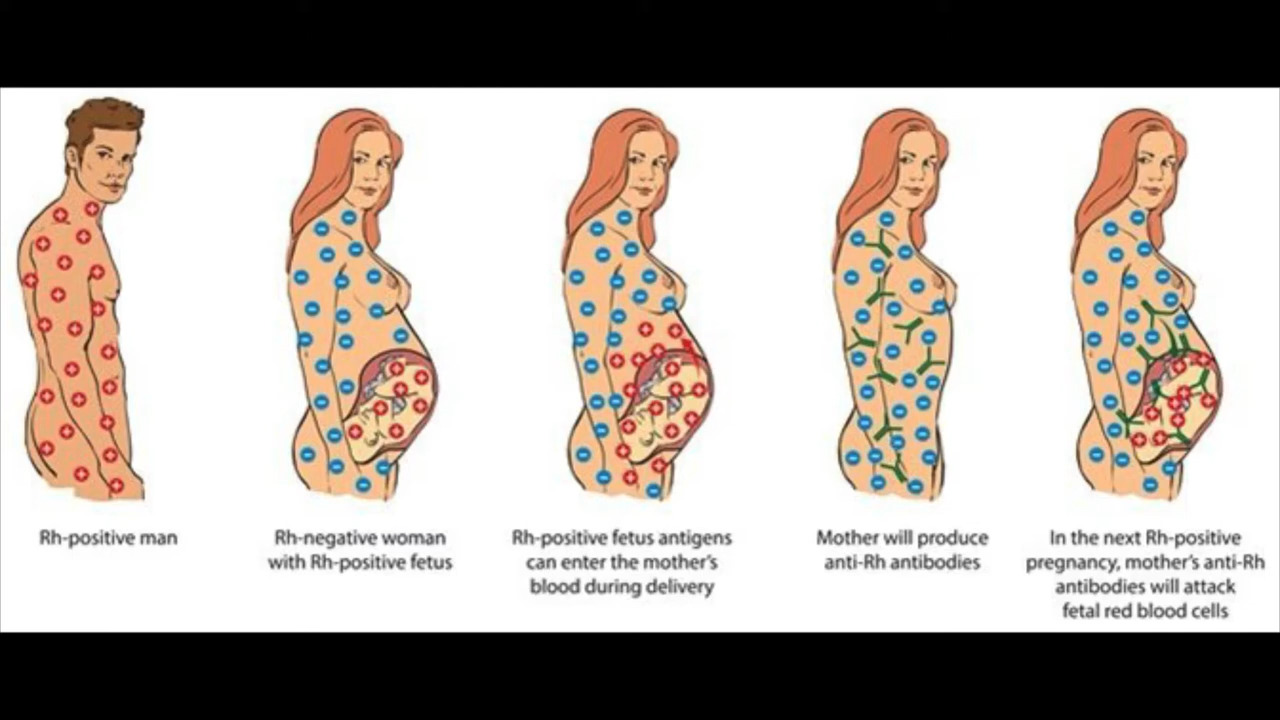 Rh-positive man
Rh-negative woman
with Rh-positive fetus
Rh-positive fetus antigens
can enter the mother's
blood during delivery
Mother will produce
anti-Rh antibodies
In the next Rh-positive
pregnancy, mother's anti-Rh
antibodies will attack
fetal red blood cells